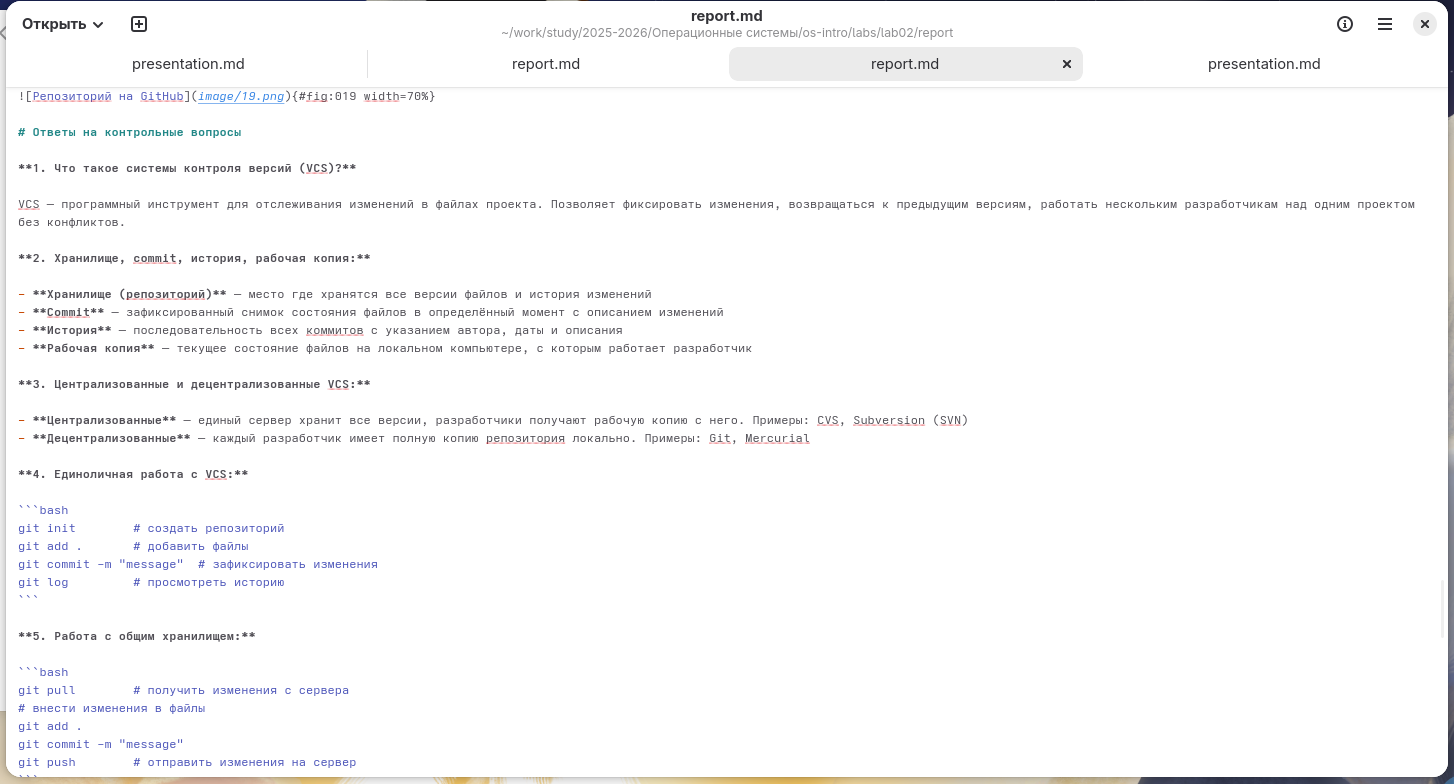 Открыть
report.md
~/work/study/2025-2026/Операционные системы/os-intro/labs/lab02/report
presentation.md
report.md
report.md
presentation.md
![Репозиторий на GitHub](image/19.png){#fig:019 width=70%}
# Ответы на контрольные вопросы
**1. Что такое системы контроля версий (VCS)?**
VCS — программный инструмент для отслеживания изменений в файлах проекта. Позволяет фиксировать изменения, возвращаться к предыдущим версиям, работать нескольким разработчикам над одним проектом
без конфликтов.
**2. Хранилище, commit, история, рабочая копия:**
- **Хранилище (репозиторий)** — место где хранятся все версии файлов и история изменений
- **Commit** — зафиксированный снимок состояния файлов в определённый момент с описанием изменений
- **История** — последовательность всех коммитов с указанием автора, даты и описания
- **Рабочая копия** — текущее состояние файлов на локальном компьютере, с которым работает разработчик
**3. Централизованные и децентрализованные VCS:**
- **Централизованные** — единый сервер хранит все версии, разработчики получают рабочую копию с него. Примеры: CVS, Subversion (SVN)
- **Децентрализованные** — каждый разработчик имеет полную копию репозитория локально. Примеры: Git, Mercurial
**4. Единоличная работа с VCS:**
```bash
git init        # создать репозиторий
git add .       # добавить файлы
git commit -m "message"  # зафиксировать изменения
git log         # просмотреть историю
```
**5. Работа с общим хранилищем:**
```bash
git pull        # получить изменения с сервера
# внести изменения в файлы
git add .
git commit -m "message"
git push        # отправить изменения на сервер
```